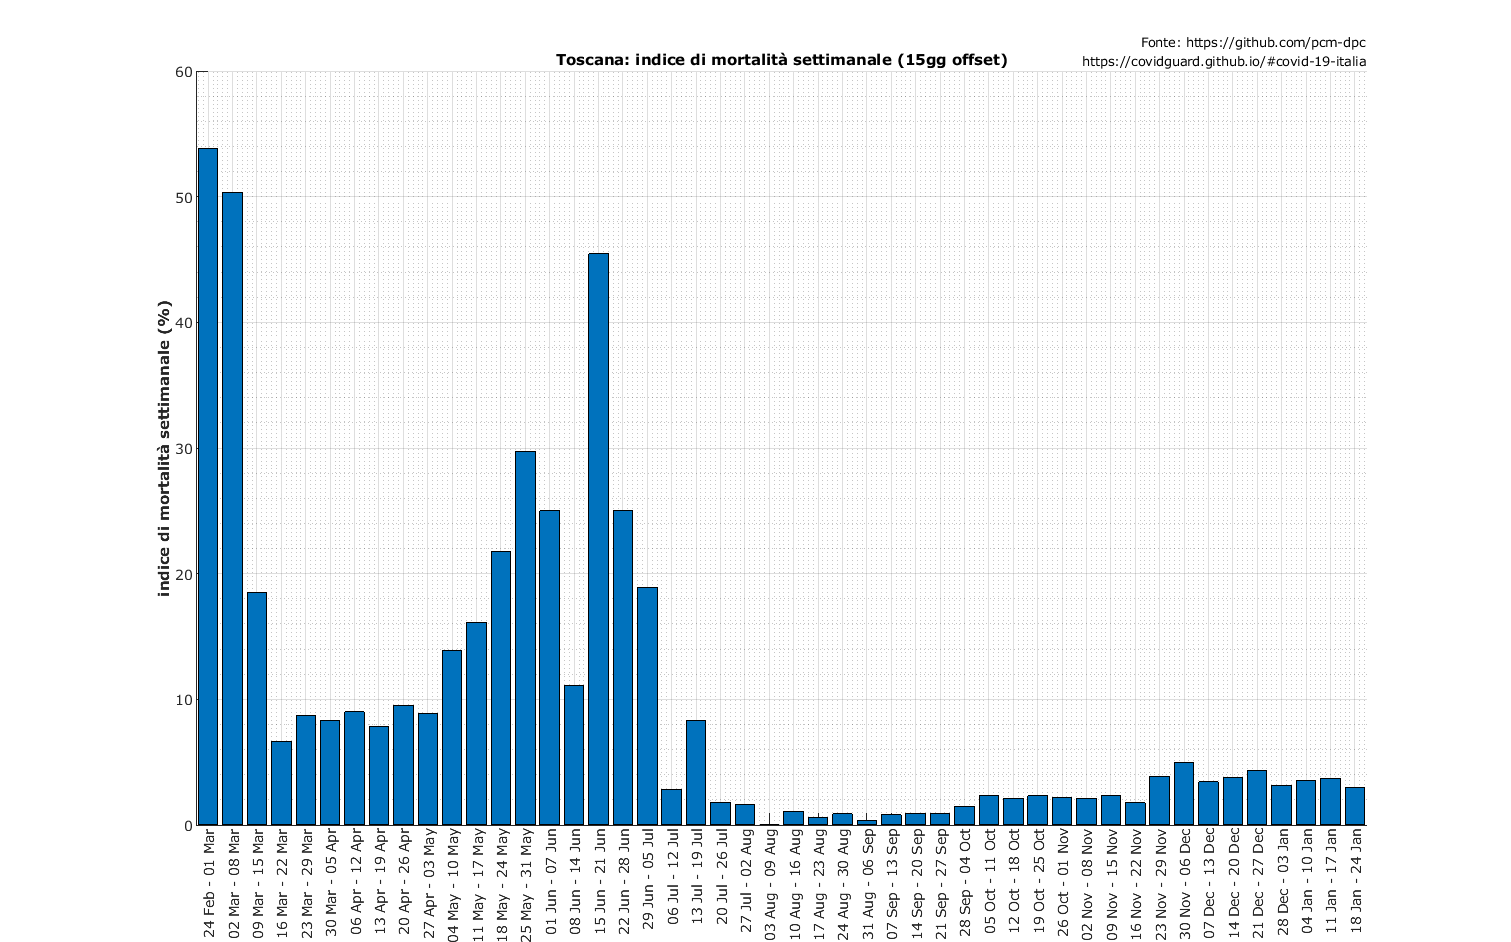 Fonte: https://github.com/pcm-dpc
Toscana: indice di mortalità settimanale (15gg offset)
https://covidguard.github.io/#covid-19-italia
indice di mortalità settimanale (%)
60
50
40
30
20
10
0
24 Feb - 01 Mar
02 Mar - 08 Mar
09 Mar - 15 Mar
16 Mar - 22 Mar
23 Mar - 29 Mar
30 Mar - 05 Apr
06 Apr - 12 Apr
13 Apr - 19 Apr
20 Apr - 26 Apr
27 Apr - 03 May
04 May - 10 May
11 May - 17 May
18 May - 24 May
25 May - 31 May
01 Jun - 07 Jun
08 Jun - 14 Jun
15 Jun - 21 Jun
22 Jun - 28 Jun
29 Jun - 05 Jul
06 Jul - 12 Jul
13 Jul - 19 Jul
20 Jul - 26 Jul
27 Jul - 02 Aug
03 Aug - 09 Aug
10 Aug - 16 Aug
17 Aug - 23 Aug
24 Aug - 30 Aug
31 Aug - 06 Sep
07 Sep - 13 Sep
14 Sep - 20 Sep
21 Sep - 27 Sep
28 Sep - 04 Oct
05 Oct - 11 Oct
12 Oct - 18 Oct
19 Oct - 25 Oct
26 Oct - 01 Nov
02 Nov - 08 Nov
09 Nov - 15 Nov
16 Nov - 22 Nov
23 Nov - 29 Nov
30 Nov - 06 Dec
07 Dec - 13 Dec
14 Dec - 20 Dec
21 Dec - 27 Dec
28 Dec - 03 Jan
04 Jan - 10 Jan
11 Jan - 17 Jan
18 Jan - 24 Jan